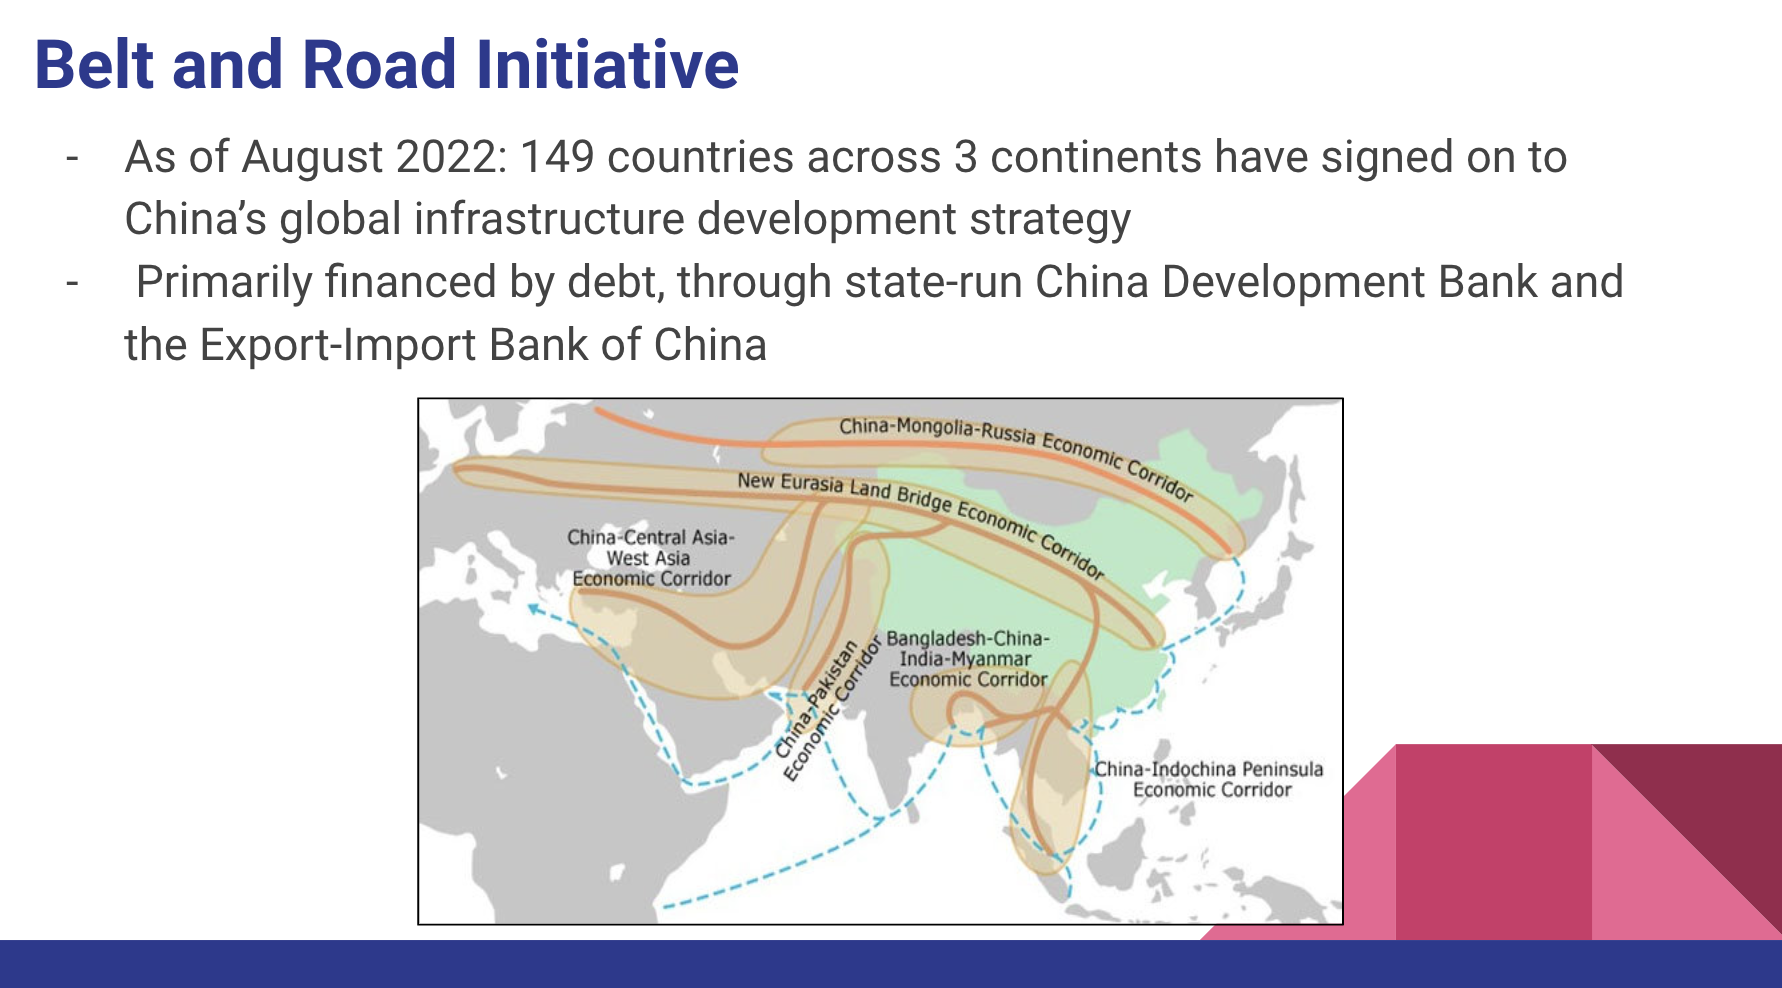 Belt and Road Initiative
- As of August 2022: 149 countries across 3 continents have signed on to
China’s global infrastructure development strategy
- Primarily financed by debt, through state-run China Development Bank and
the Export-Import Bank of China
China-Mongolia-Russia Economic Corridor
New Eurasia Land Bridge Economic Corridor
China-Central Asia-
West Asia
Economic Corridor
China-Pakistan
Economic Corridor
Bangladesh-China-
India-Myanmar
Economic Corridor
China-Indochina Peninsula
Economic Corridor